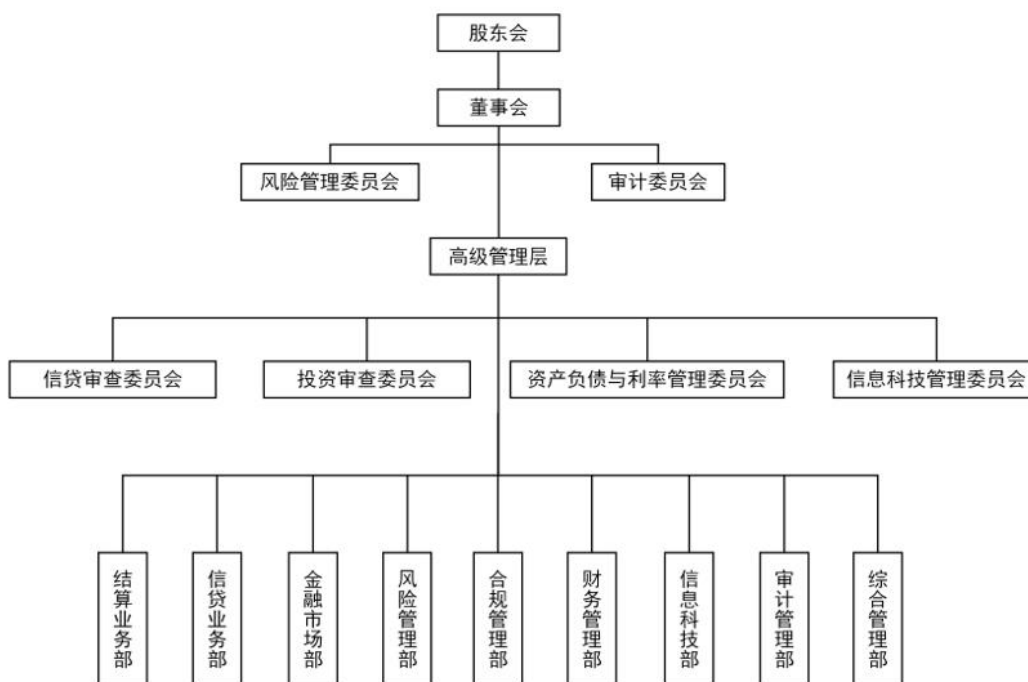 股东会
董事会
风险管理委员会
审计委员会
高级管理层
信贷审查委员会
投资审查委员会
资产负债与利率管理委员会
信息科技管理委员会
结算业务部
信贷业务部
金融市场部
风险管理部
合规管理部
财务管理部
信息科技部
审计管理部
综合管理部